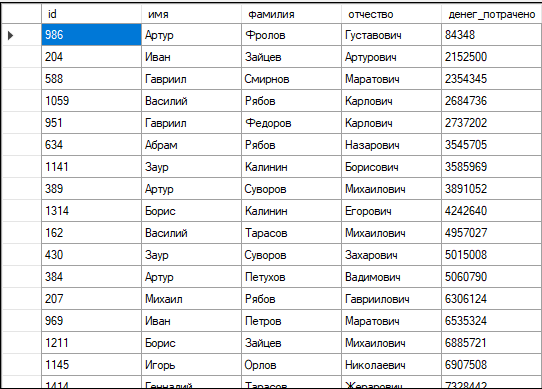 id имя фамилия отчество денег_потрачено
986 Артур Фролов Густавович 84348
204 Иван Зайцев Артурович 2152500
588 Гавриил Смирнов Маратович 2354345
1059 Василий Рябов Карлович 2684736
951 Гавриил Федоров Карлович 2737202
634 Абрам Рябов Назарович 3545705
1141 Заур Калинин Борисович 3585969
389 Артур Суворов Михайлович 3891052
1314 Борис Калинин Егорович 4242640
162 Василий Тарасов Михайлович 4957027
430 Заур Суворов Захарович 5015008
384 Артур Петухов Вадимович 5060790
207 Михаил Рябов Гавриилович 6306124
969 Иван Петров Маратович 6535324
1211 Борис Зайцев Михайлович 6885721
1145 Игорь Орлов Николаевич 6907508
1414 Геннадий Тарасов Жерарович 7328442